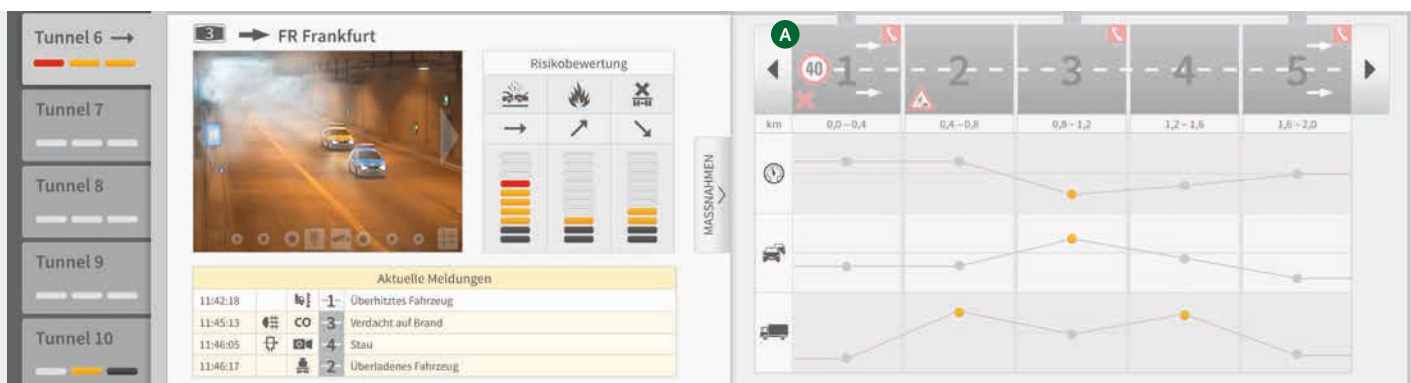 Tunnel 6 →
Tunnel 7
Tunnel 8
Tunnel 9
Tunnel 10
3 → FR Frankfurt
Risikobewertung
MASSNAHMEN
Aktuelle Meldungen
11:42:18 1 Überhitztes Fahrzeug
11:45:13 CO 3 Verdacht auf Brand
11:46:05 4 Stau
11:46:17 2 Überladenes Fahrzeug
A
40 1 2 3 4 5
km 0,0 – 0,4 0,4 – 0,8 0,8 – 1,2 1,2 – 1,6 1,6 – 2,0